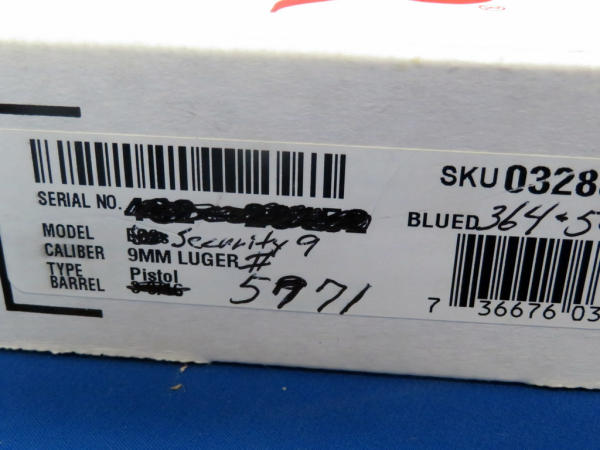 SKU 0328
SERIAL NO.
BLUED 364
MODEL Security 9
CALIBER 9MM LUGER #
TYPE Pistol
BARREL 5971
7 36676 03